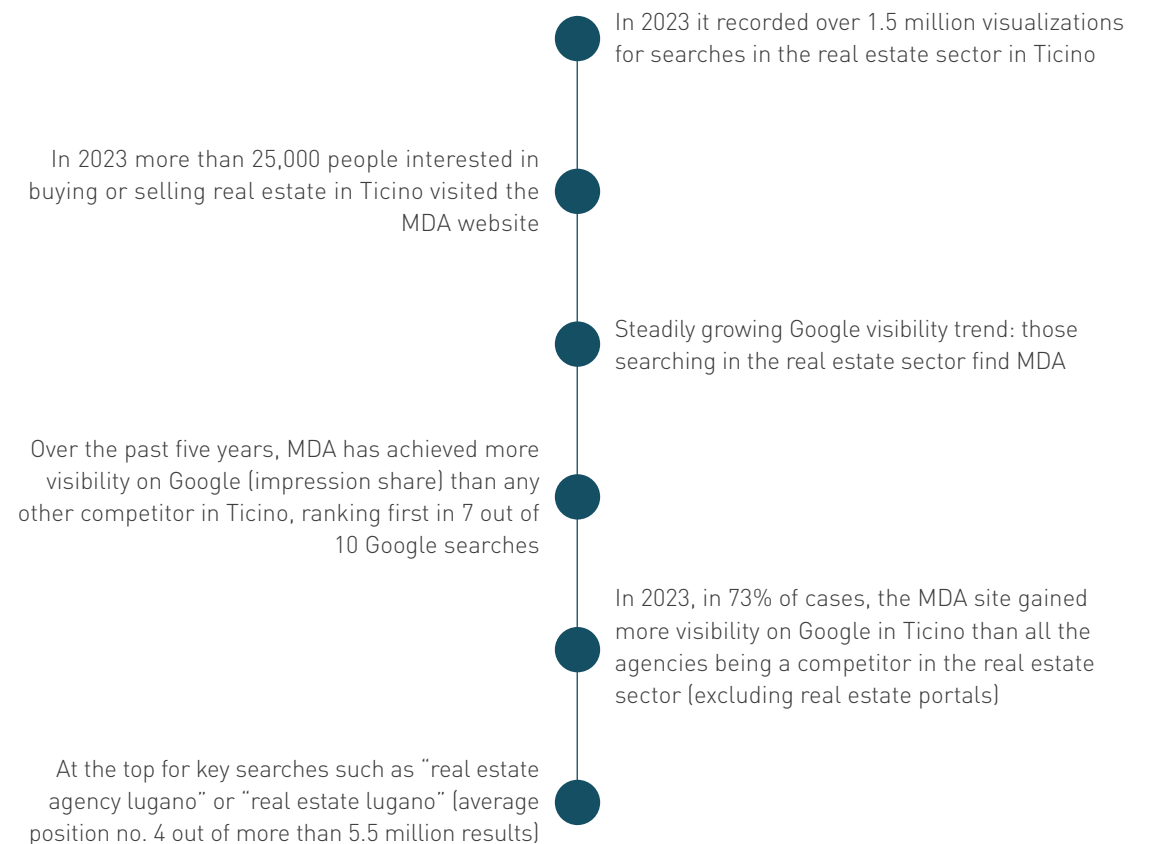 In 2023 it recorded over 1.5 million visualizations
for searches in the real estate sector in Ticino
In 2023 more than 25,000 people interested in
buying or selling real estate in Ticino visited the
MDA website
Steadily growing Google visibility trend: those
searching in the real estate sector find MDA
Over the past five years, MDA has achieved more
visibility on Google (impression share) than any
other competitor in Ticino, ranking first in 7 out of
10 Google searches
In 2023, in 73% of cases, the MDA site gained
more visibility on Google in Ticino than all the
agencies being a competitor in the real estate
sector (excluding real estate portals)
At the top for key searches such as “real estate
agency lugano” or “real estate lugano” (average
position no. 4 out of more than 5.5 million results)